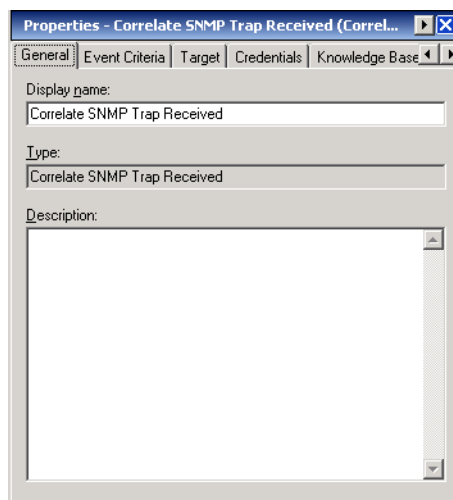 Properties - Correlate SNMP Trap Received (Correl...
General Event Criteria Target Credentials Knowledge Base
Display name:
Correlate SNMP Trap Received
Type:
Correlate SNMP Trap Received
Description: